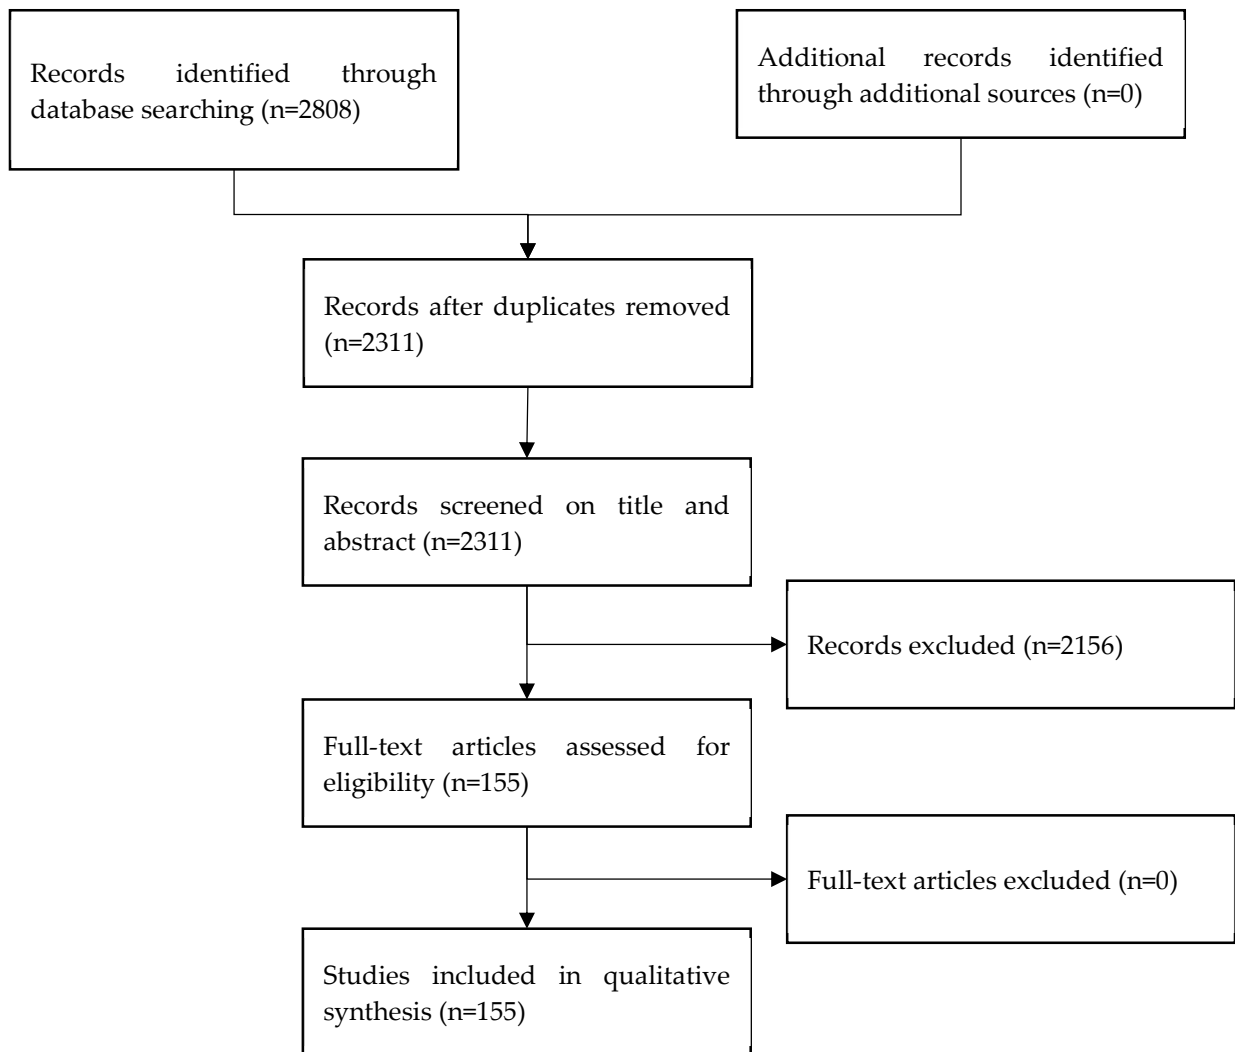 Records identified through
database searching (n=2808)
Additional records identified
through additional sources (n=0)
Records after duplicates removed
(n=2311)
Records screened on title and
abstract (n=2311)
Records excluded (n=2156)
Full-text articles assessed for
eligibility (n=155)
Full-text articles excluded (n=0)
Studies included in qualitative
synthesis (n=155)